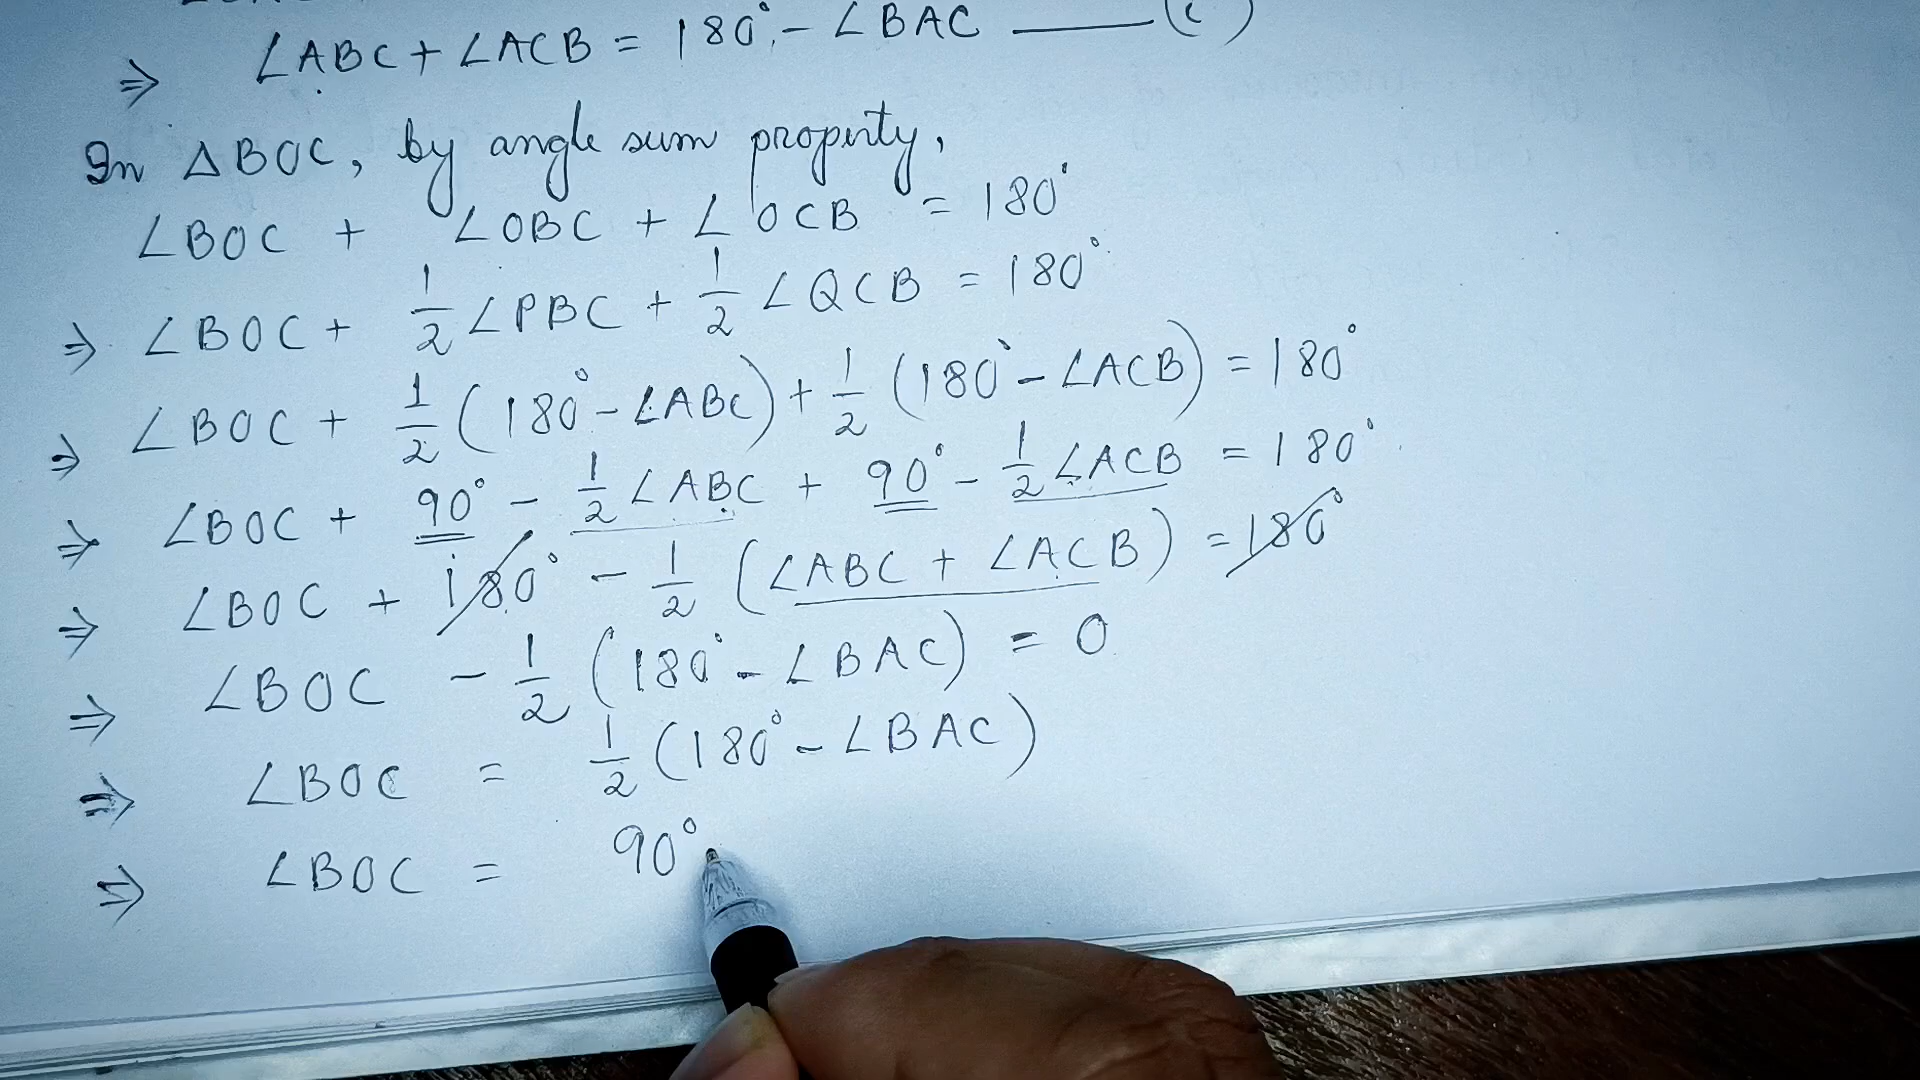 ⇒ ∠ABC + ∠ACB = 180° - ∠BAC
In △BOC, by angle sum property,
∠BOC + ∠OBC + ∠OCB = 180°
⇒ ∠BOC + 1/2 ∠PBC + 1/2 ∠QCB = 180°
⇒ ∠BOC + 1/2 (180° - ∠ABC) + 1/2 (180° - ∠ACB) = 180°
⇒ ∠BOC + 90° - 1/2 ∠ABC + 90° - 1/2 ∠ACB = 180°
⇒ ∠BOC + 180° - 1/2 (∠ABC + ∠ACB) = 180°
⇒ ∠BOC - 1/2 (180° - ∠BAC) = 0
⇒ ∠BOC = 1/2 (180° - ∠BAC)
⇒ ∠BOC = 90°